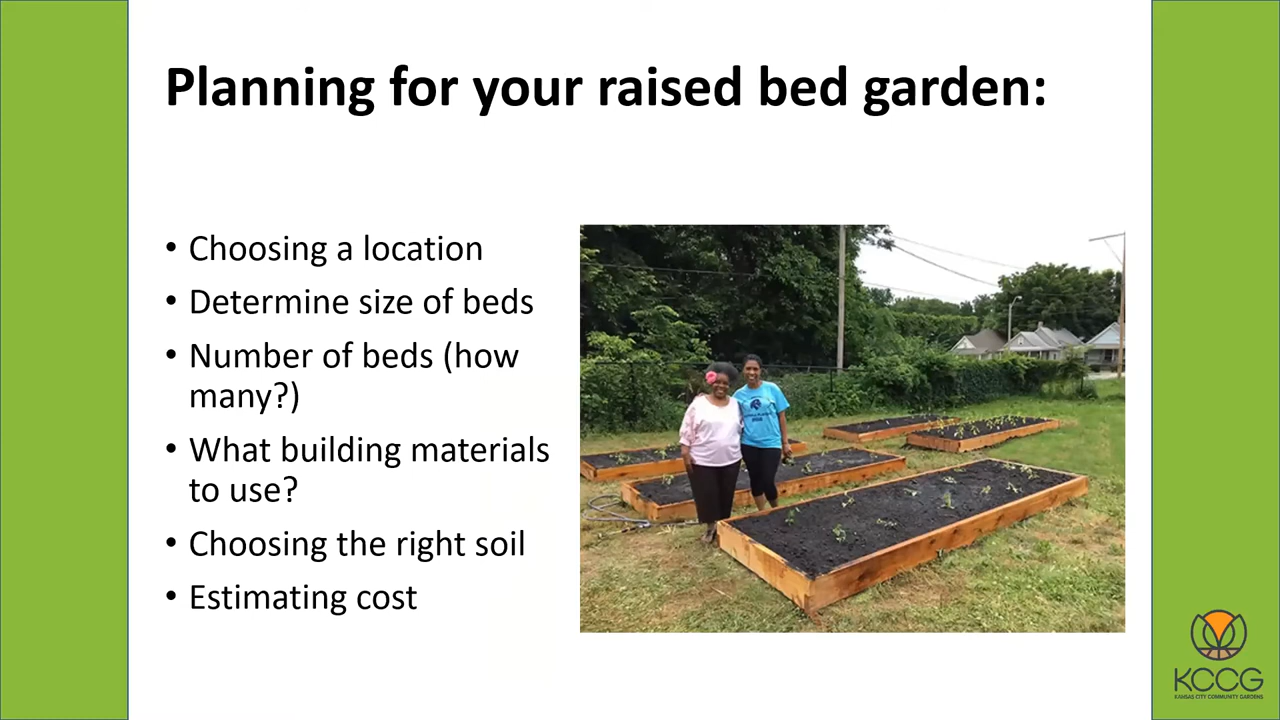 Planning for your raised bed garden:
• Choosing a location
• Determine size of beds
• Number of beds (how
many?)
• What building materials
to use?
• Choosing the right soil
• Estimating cost
KCCG
KANSAS CITY COMMUNITY GARDENS